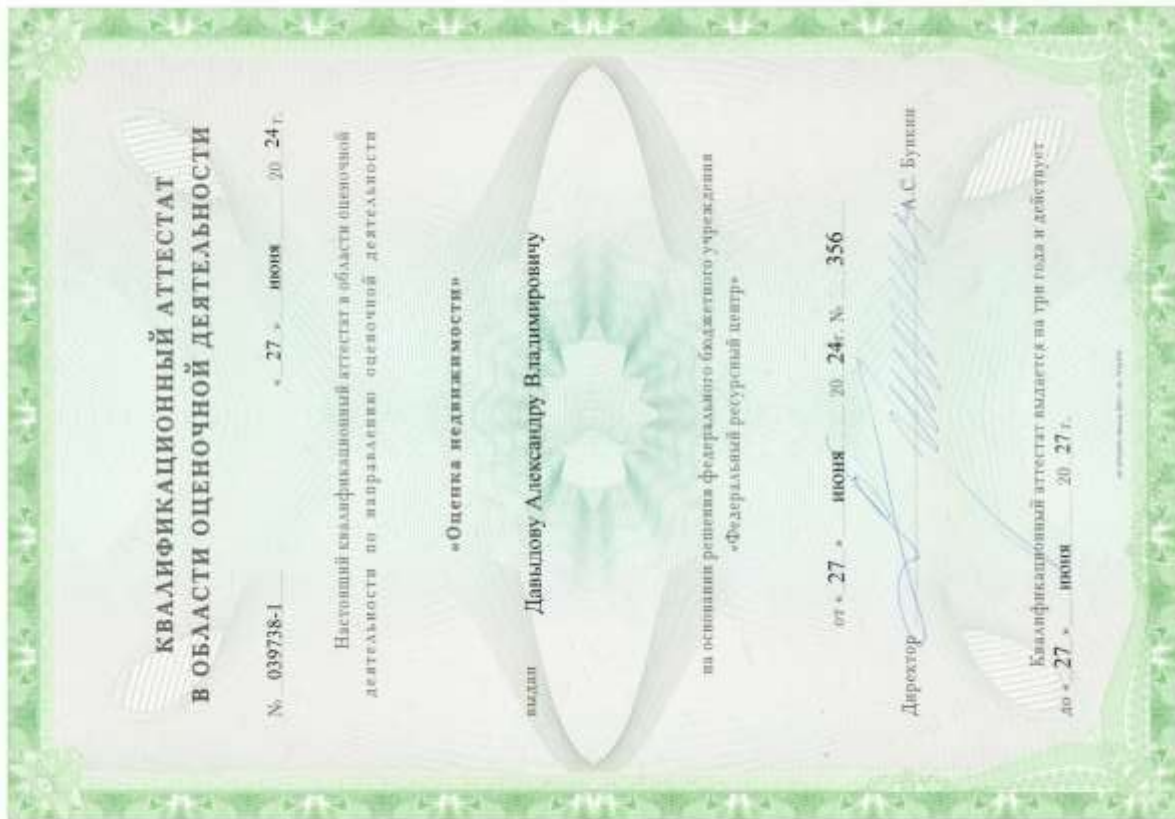 КВАЛИФИКАЦИОННЫЙ АТТЕСТАТ
В ОБЛАСТИ ОЦЕНОЧНОЙ ДЕЯТЕЛЬНОСТИ
№ 039738-1 « 27 » июня 20 24 г.
Настоящий квалификационный аттестат в области оценочной
деятельности по направлению оценочной деятельности
«Оценка недвижимости»
выдан Давыдову Александру Владимировичу
на основании решения федерального бюджетного учреждения
«Федеральный ресурсный центр»
от « 27 » июня 20 24 г. № 356
Директор А.С. Бункин
Квалификационный аттестат выдается на три года и действует
до « 27 » июня 20 27 г.